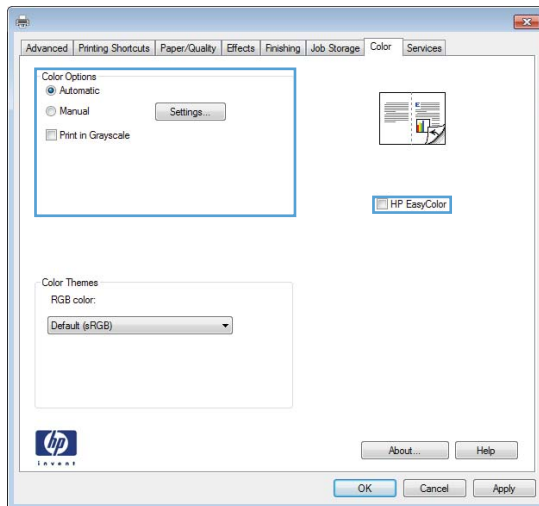 Advanced Printing Shortcuts Paper/Quality Effects Finishing Job Storage Color Services
Color Options
Automatic
Manual Settings...
Print in Grayscale
HP EasyColor
Color Themes
RGB color:
Default (sRGB)
hp
invent
About... Help
OK Cancel Apply